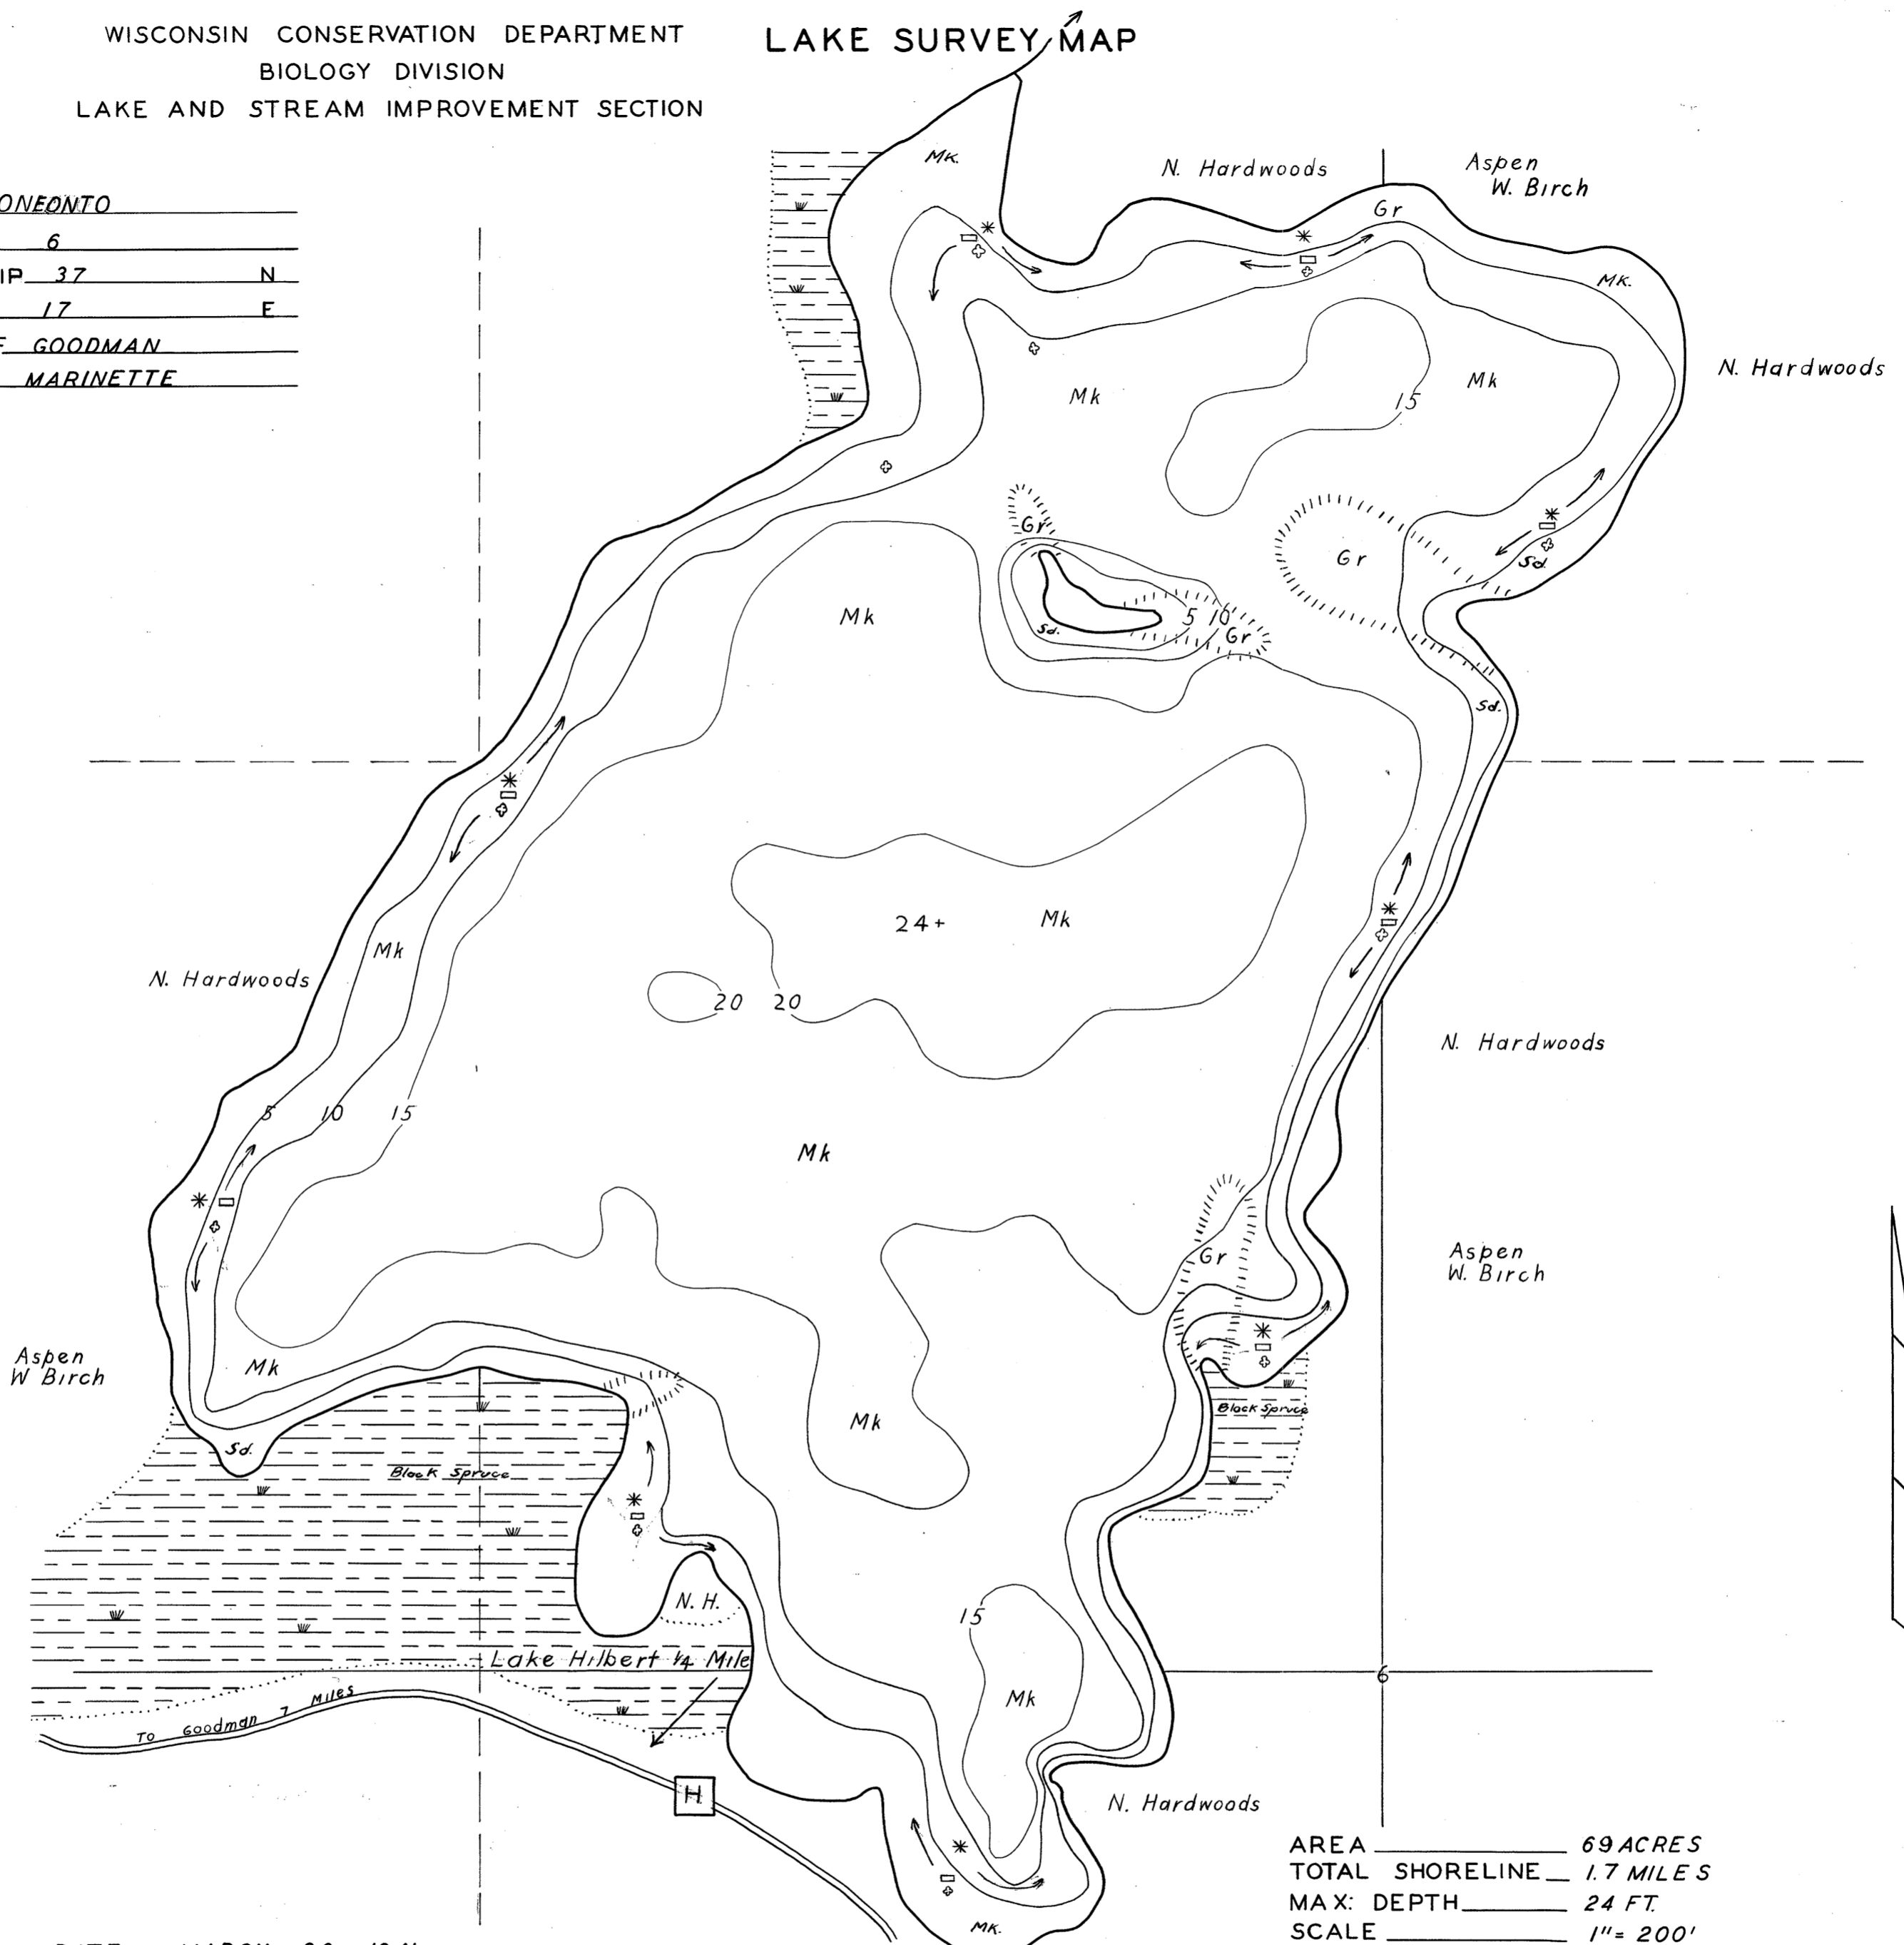 WISCONSIN CONSERVATION DEPARTMENT
BIOLOGY DIVISION
LAKE AND STREAM IMPROVEMENT SECTION
LAKE SURVEY MAP
6
37 N
17 E
GOODMAN
MARINETTE
Mk.
N. Hardwoods
Aspen
W. Birch
Gr
Mk.
N. Hardwoods
Mk
Mk
15
Gr
Gr
Sd.
Mk
5 10
Sd.
Gr
Sd.
24+ Mk
Mk
N. Hardwoods
20 20
N. Hardwoods
5 10 15
Mk
Gr
Aspen
W. Birch
Aspen
W Birch
Mk
Black Spruce
Mk
Sd.
Black Spruce
N. H.
15
Lake Hilbert 1/4 Mile
6
Mk
TO Goodman 7 Miles
H
N. Hardwoods
AREA 69 ACRES
TOTAL SHORELINE 1.7 MILES
MAX: DEPTH 24 FT.
SCALE 1"= 200'
MK.